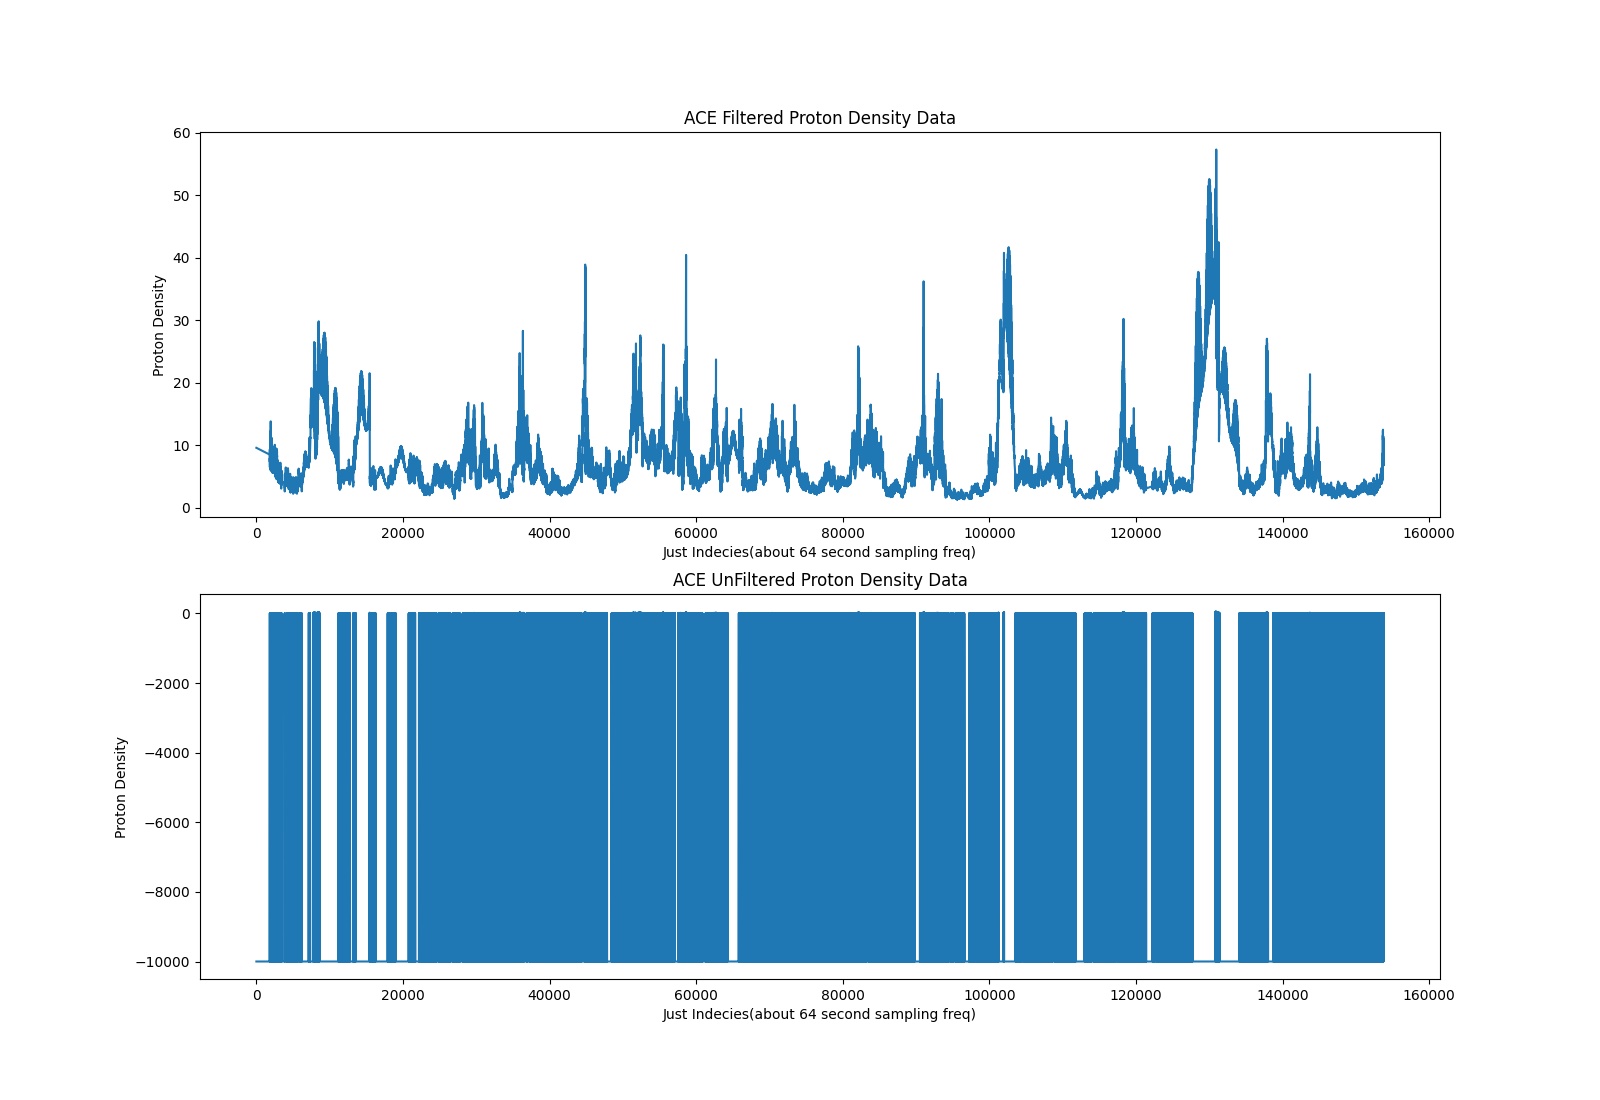 ACE Filtered Proton Density Data
60
50
40
30
20
10
0
Proton Density
0 20000 40000 60000 80000 100000 120000 140000 160000
Just Indecies(about 64 second sampling freq)
ACE UnFiltered Proton Density Data
0
−2000
−4000
−6000
−8000
−10000
Proton Density
0 20000 40000 60000 80000 100000 120000 140000 160000
Just Indecies(about 64 second sampling freq)